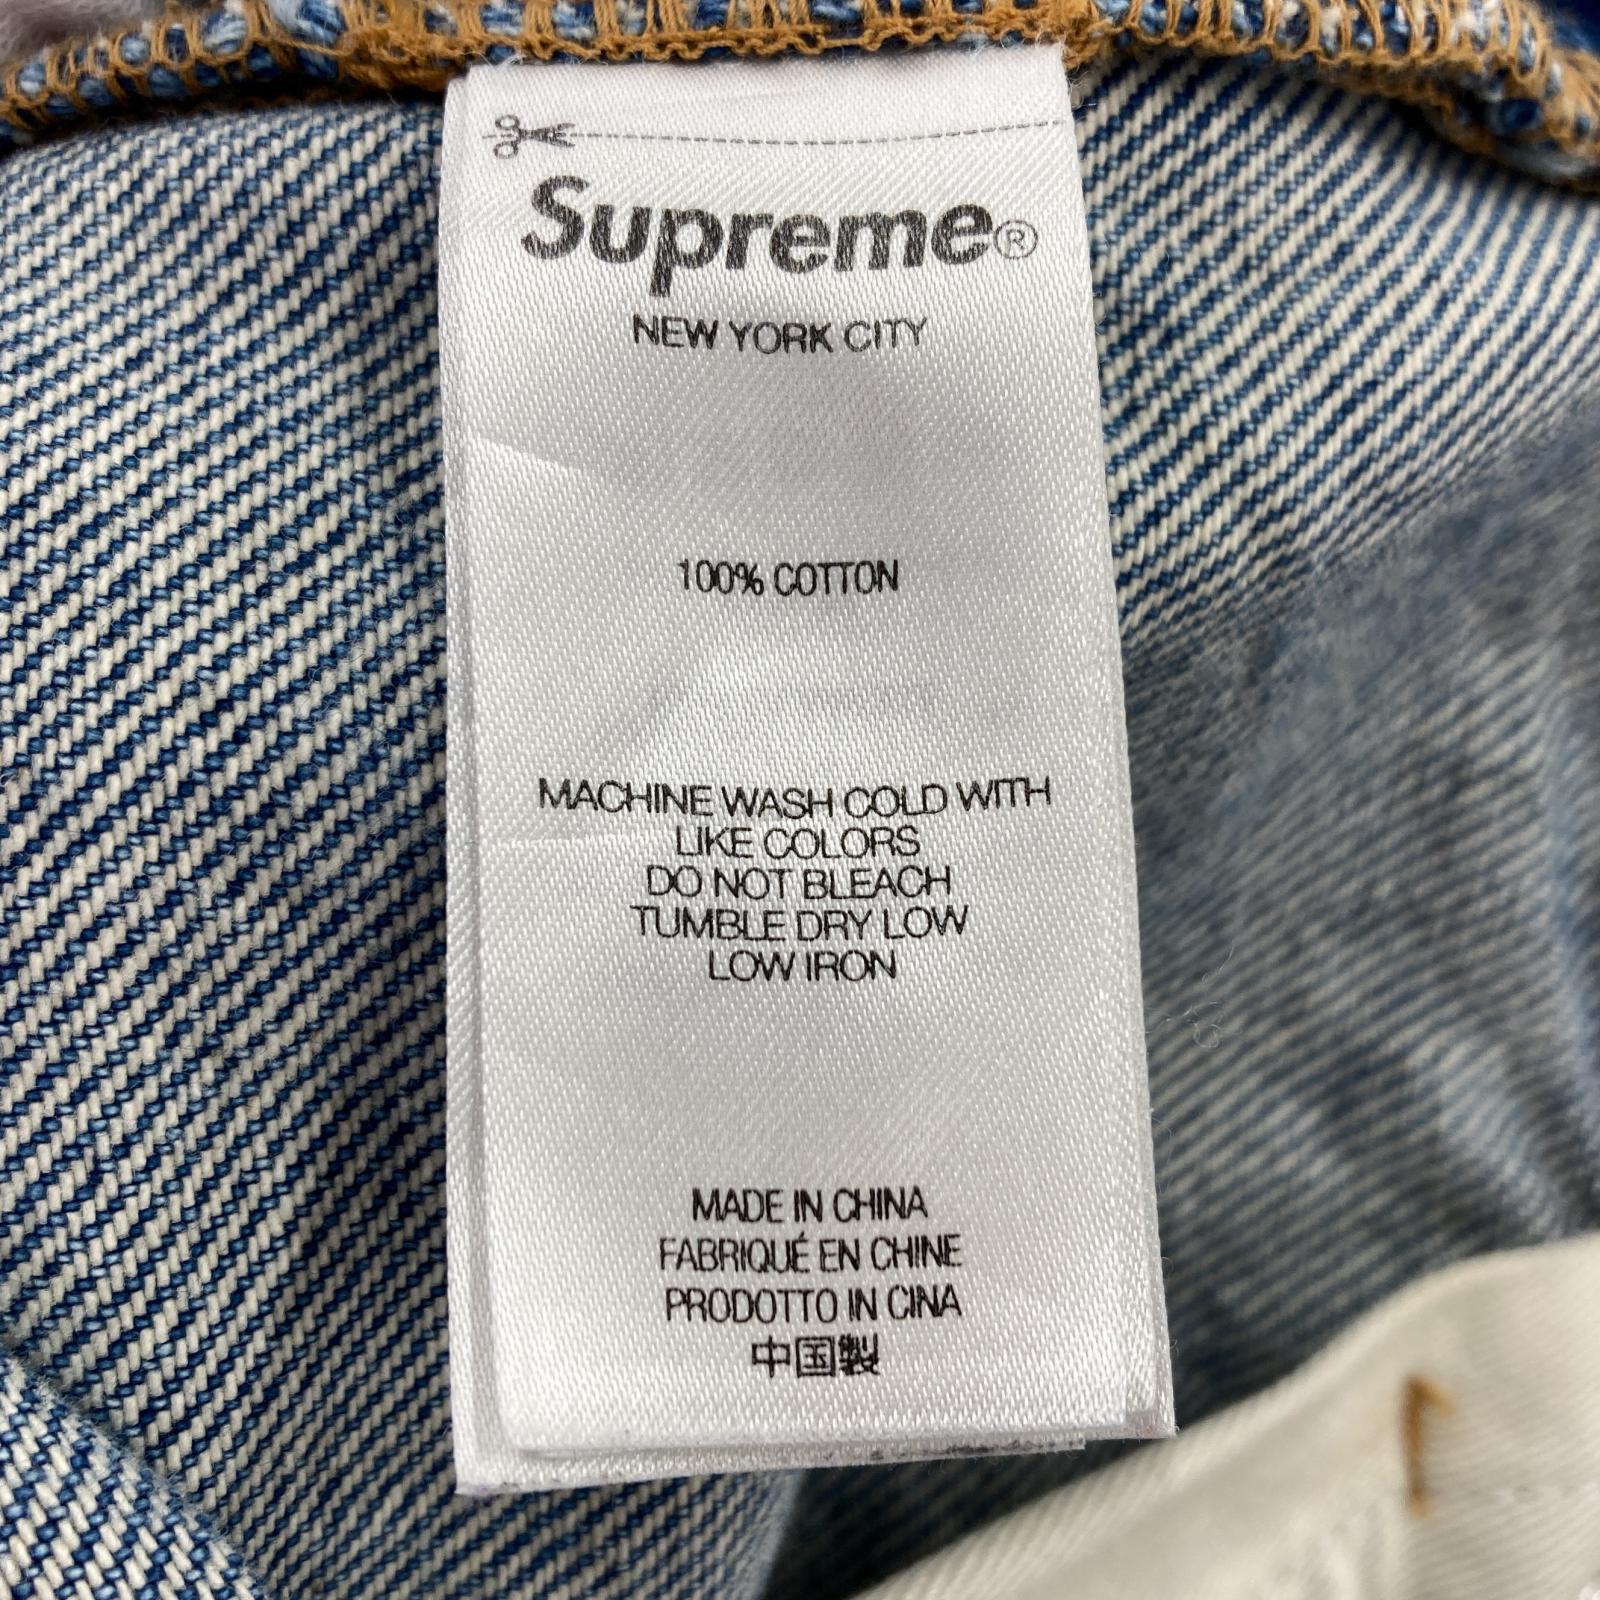 Supreme®
NEW YORK CITY
100% COTTON
MACHINE WASH COLD WITH
LIKE COLORS
DO NOT BLEACH
TUMBLE DRY LOW
LOW IRON
MADE IN CHINA
FABRIQUÉ EN CHINE
PRODOTTO IN CINA
中国製